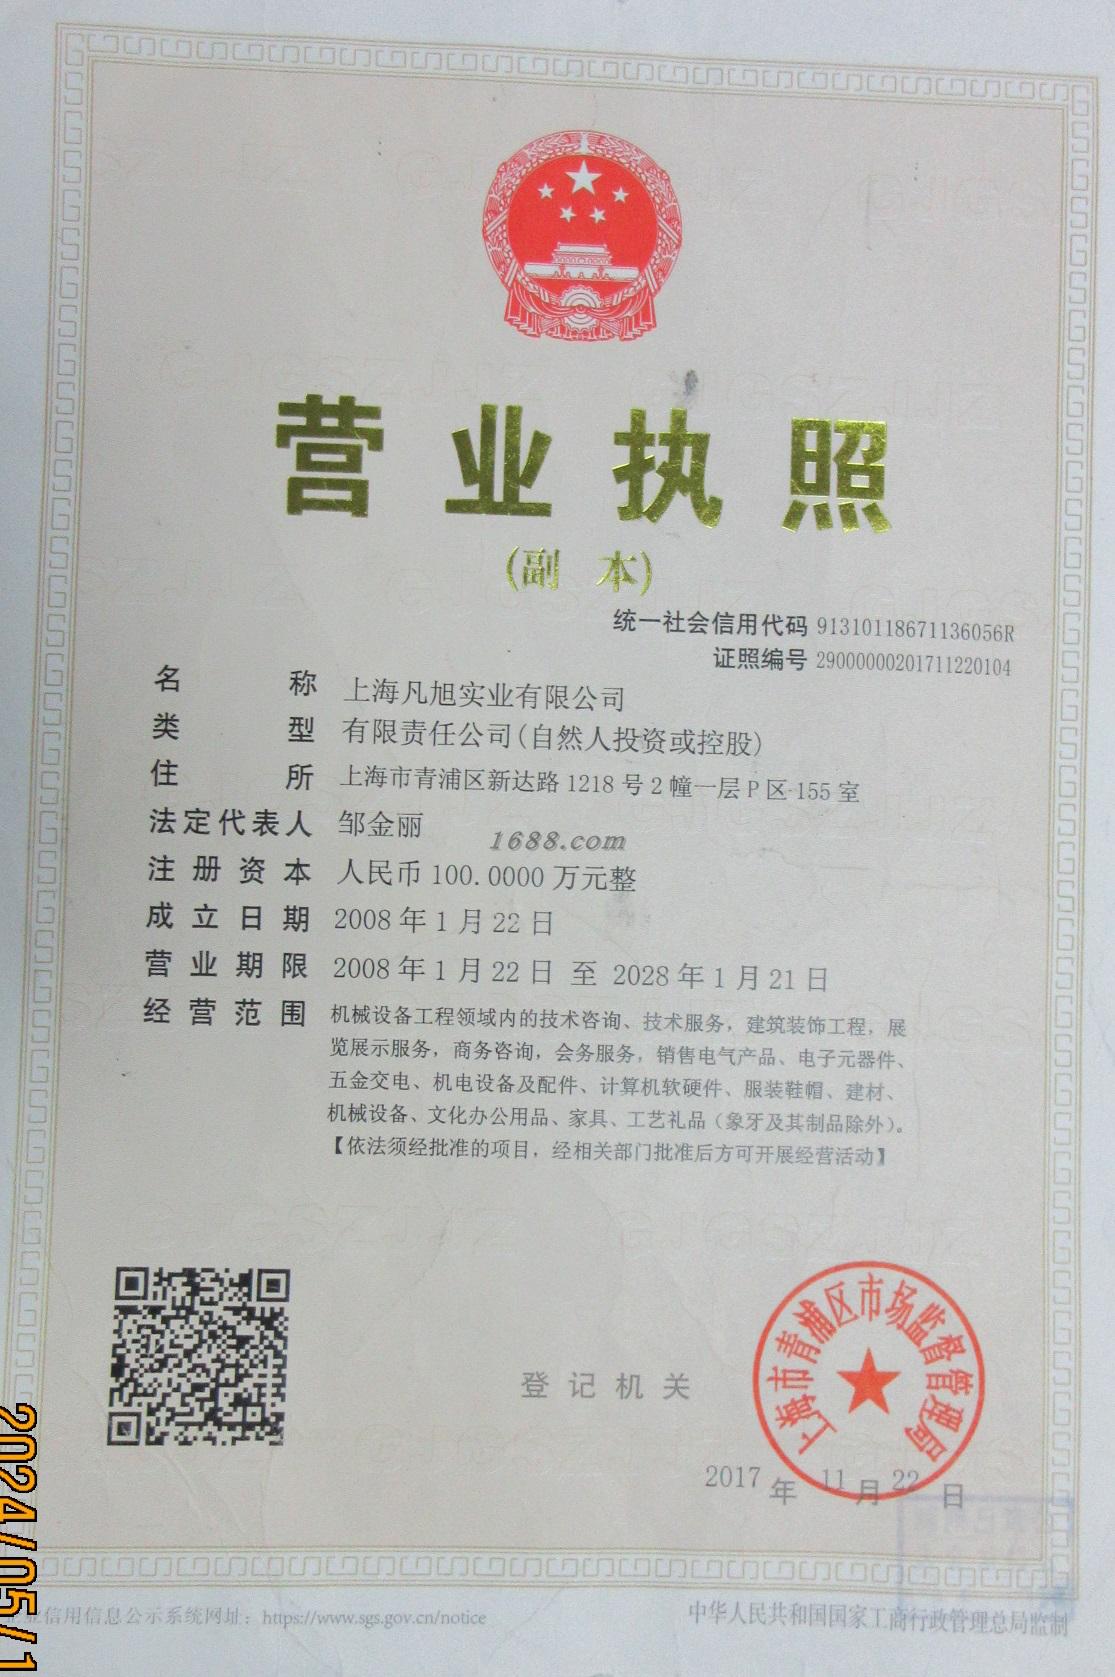 营业执照
(副 本)
统一社会信用代码 91310118671136056R
证照编号 29000000201711220104
名 称 上海凡旭实业有限公司
类 型 有限责任公司(自然人投资或控股)
住 所 上海市青浦区新达路1218号2幢一层P区155室
法定代表人 邹金丽
1688.com
注册资本 人民币100.0000万元整
成立日期 2008年1月22日
营业期限 2008年1月22日 至 2028年1月21日
经营范围 机械设备工程领域内的技术咨询、技术服务，建筑装饰工程，展
览展示服务，商务咨询，会务服务，销售电气产品、电子元器件、
五金交电、机电设备及配件、计算机软硬件、服装鞋帽、建材、
机械设备、文化办公用品、家具、工艺礼品（象牙及其制品除外）。
【依法须经批准的项目，经相关部门批准后方可开展经营活动】
登记机关
上海市青浦区市场监督管理局
2017年11月22日
业信用信息公示系统网址：https://www.sgs.gov.cn/notice
中华人民共和国国家工商行政管理总局监制
2024/05/1